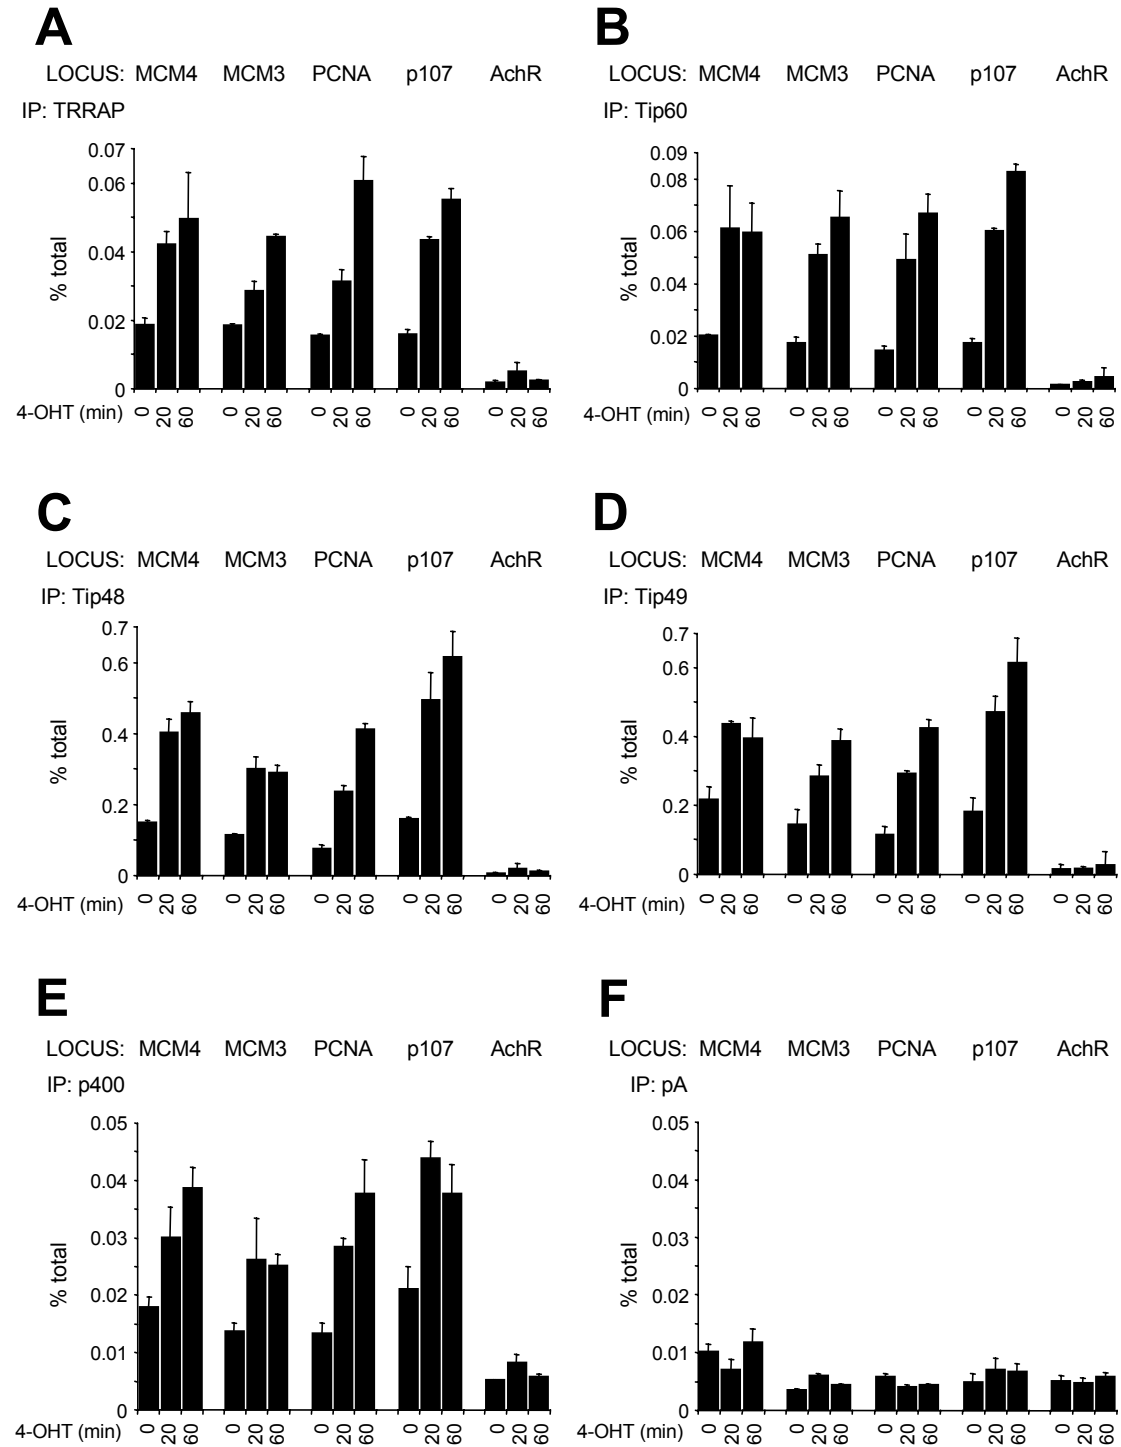 A
LOCUS: MCM4 MCM3 PCNA p107 AchR
IP: TRRAP
0.07
0.06
0.04
0.02
0
% total
4-OHT (min) 0 20 60 0 20 60 0 20 60 0 20 60 0 20 60
B
LOCUS: MCM4 MCM3 PCNA p107 AchR
IP: Tip60
0.09
0.08
0.06
0.04
0.02
0
% total
4-OHT (min) 0 20 60 0 20 60 0 20 60 0 20 60 0 20 60
C
LOCUS: MCM4 MCM3 PCNA p107 AchR
IP: Tip48
0.7
0.6
0.4
0.2
0
% total
4-OHT (min) 0 20 60 0 20 60 0 20 60 0 20 60 0 20 60
D
LOCUS: MCM4 MCM3 PCNA p107 AchR
IP: Tip49
0.7
0.6
0.4
0.2
0
% total
4-OHT (min) 0 20 60 0 20 60 0 20 60 0 20 60 0 20 60
E
LOCUS: MCM4 MCM3 PCNA p107 AchR
IP: p400
0.05
0.04
0.03
0.02
0.01
0
% total
4-OHT (min) 0 20 60 0 20 60 0 20 60 0 20 60 0 20 60
F
LOCUS: MCM4 MCM3 PCNA p107 AchR
IP: pA
0.05
0.04
0.03
0.02
0.01
0
% total
4-OHT (min) 0 20 60 0 20 60 0 20 60 0 20 60 0 20 60